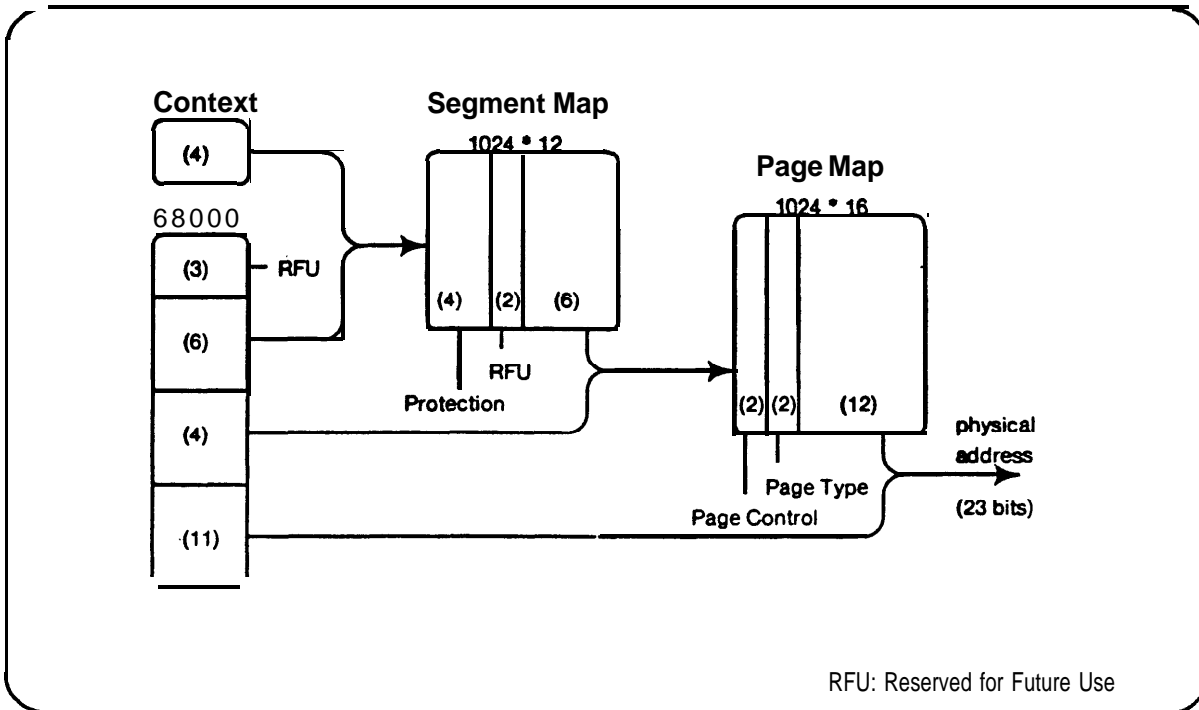 Context
(4)
68000
(3)
RFU
(6)
(4)
(11)
Segment Map
1024 * 12
(4) (2) (6)
RFU
Protection
Page Map
1024 * 16
(2) (2) (12)
Page Type
Page Control
physical
address
(23 bits)
RFU: Reserved for Future Use